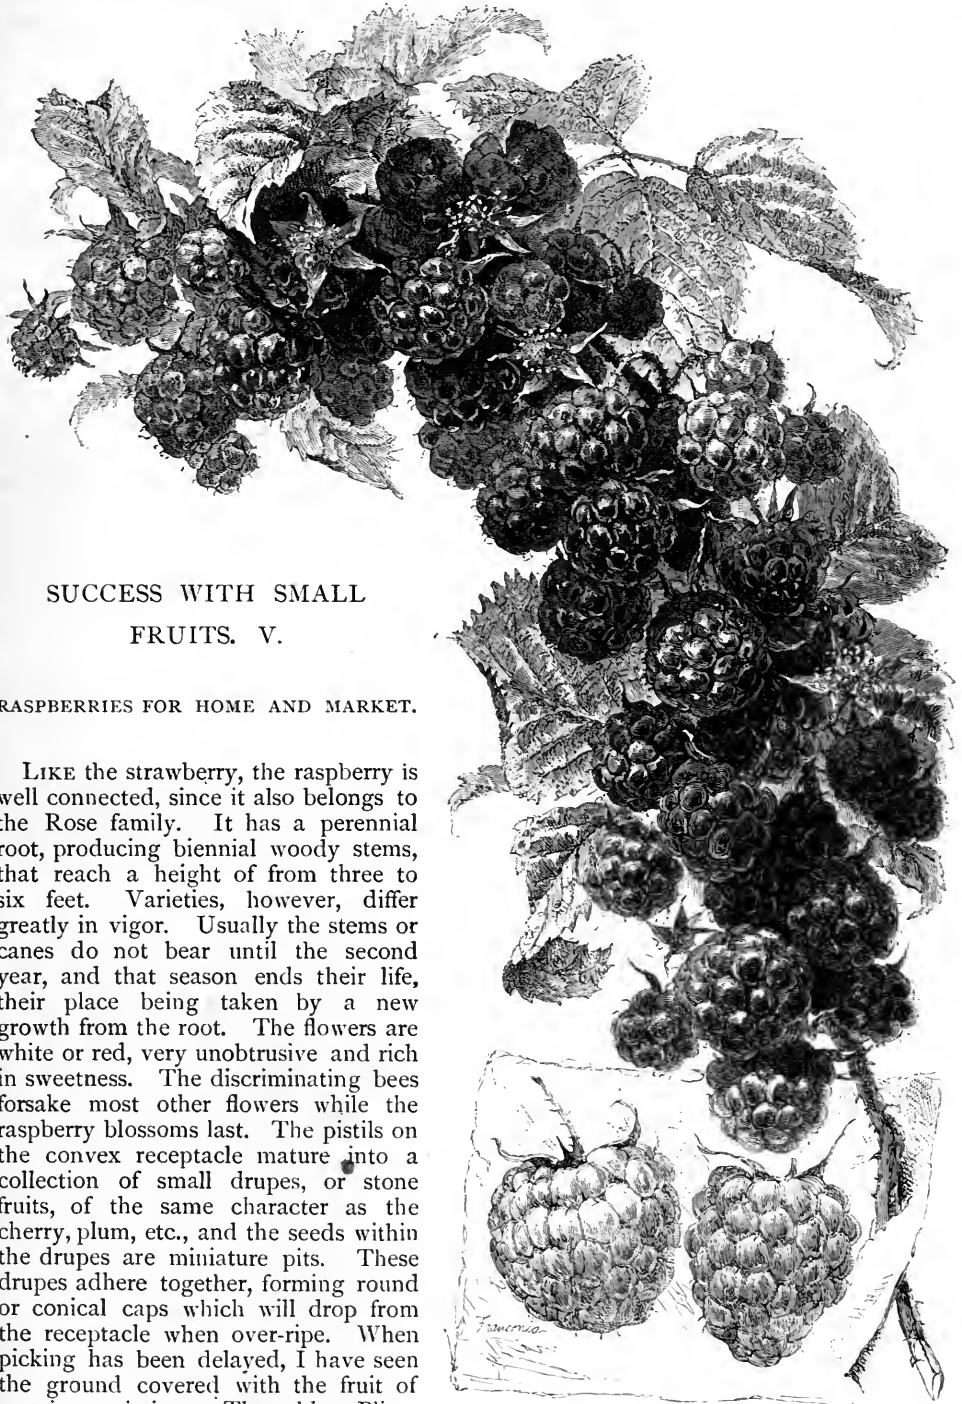 SUCCESS WITH SMALL
FRUITS. V.
RASPBERRIES FOR HOME AND MARKET.
LIKE the strawberry, the raspberry is
well connected, since it also belongs to
the Rose family. It has a perennial
root, producing biennial woody stems,
that reach a height of from three to
six feet. Varieties, however, differ
greatly in vigor. Usually the stems or
canes do not bear until the second
year, and that season ends their life,
their place being taken by a new
growth from the root. The flowers are
white or red, very unobtrusive and rich
in sweetness. The discriminating bees
forsake most other flowers while the
raspberry blossoms last. The pistils on
the convex receptacle mature into a
collection of small drupes, or stone
fruits, of the same character as the
cherry, plum, etc., and the seeds within
the drupes are miniature pits. These
drupes adhere together, forming round
or conical caps which will drop from
the receptacle when over-ripe. When
picking has been delayed, I have seen
the ground covered with the fruit of
Franconia